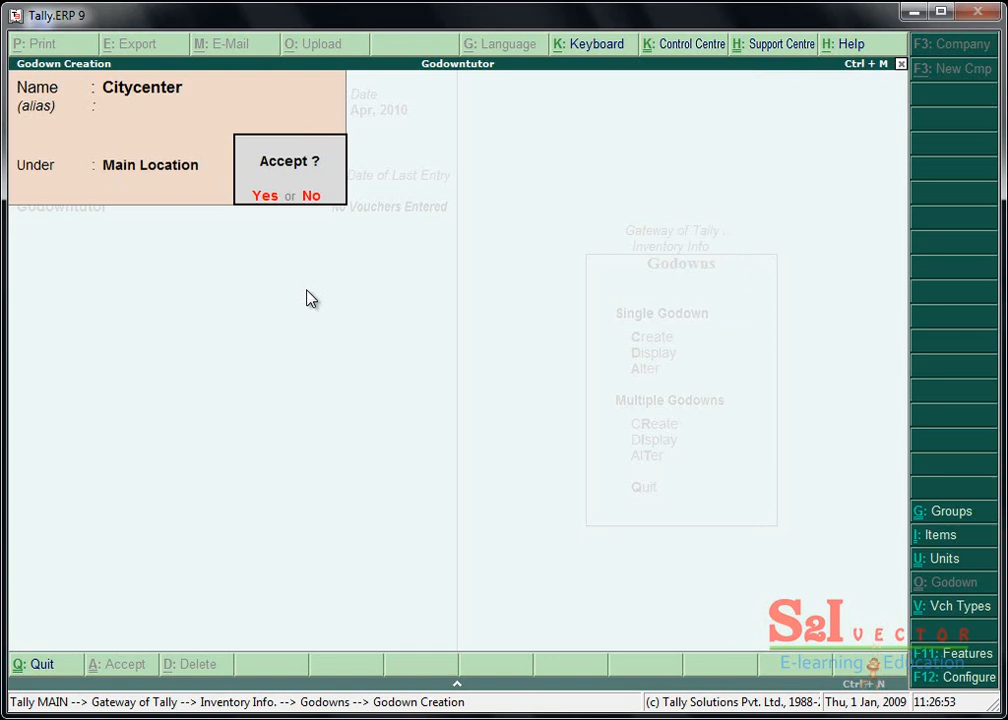 Tally.ERP 9
P: Print E: Export M: E-Mail O: Upload G: Language K: Keyboard K: Control Centre H: Support Centre H: Help F3: Company
Godown Creation Godowntutor Ctrl + M F3: New Cmp
Name : Citycenter
(alias) :
Date
Apr, 2010
Under : Main Location
Accept ?
Yes or No
Date of Last Entry
Godowntutor No Vouchers Entered
Gateway of Tally ..
Inventory Info
Godowns
Single Godown
Create
Display
Alter
Multiple Godowns
CReate
DIsplay
AlTer
Quit
G: Groups
I: Items
U: Units
O: Godown
V: Vch Types
F11: Features
F12: Configure
S2I VECTOR
E-learning Education
Q: Quit A: Accept D: Delete
Ctrl + N
Tally MAIN --> Gateway of Tally --> Inventory Info. --> Godowns --> Godown Creation (c) Tally Solutions Pvt. Ltd., 1988-2 Thu, 1 Jan, 2009 11:26:53